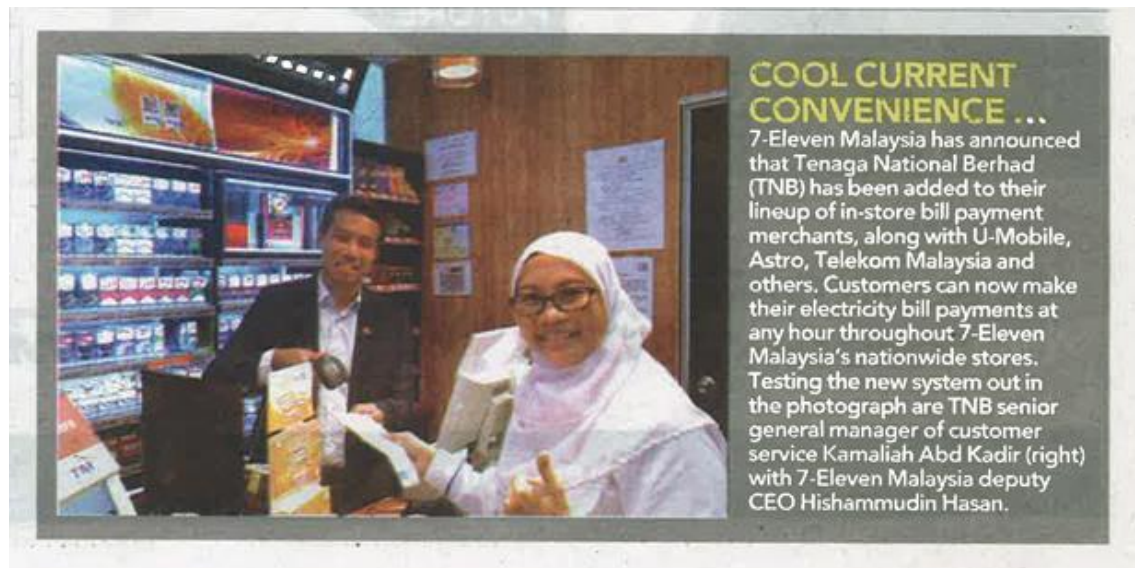 COOL CURRENT
CONVENIENCE ...
7-Eleven Malaysia has announced
that Tenaga National Berhad
(TNB) has been added to their
lineup of in-store bill payment
merchants, along with U-Mobile,
Astro, Telekom Malaysia and
others. Customers can now make
their electricity bill payments at
any hour throughout 7-Eleven
Malaysia's nationwide stores.
Testing the new system out in
the photograph are TNB senior
general manager of customer
service Kamaliah Abd Kadir (right)
with 7-Eleven Malaysia deputy
CEO Hishammudin Hasan.
TM